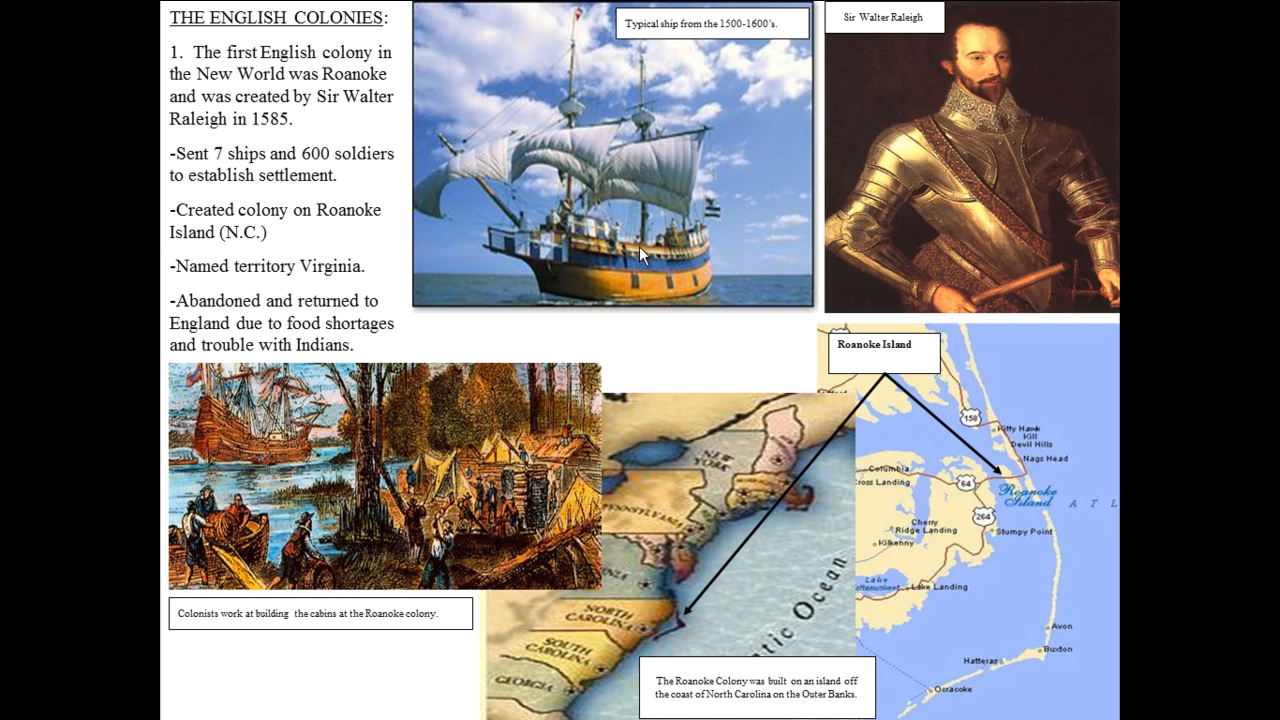 THE ENGLISH COLONIES:
1.  The first English colony in
the New World was Roanoke
and was created by Sir Walter
Raleigh in 1585.
-Sent 7 ships and 600 soldiers
to establish settlement.
-Created colony on Roanoke
Island (N.C.)
-Named territory Virginia.
-Abandoned and returned to
England due to food shortages
and trouble with Indians.
Typical ship from the 1500-1600's.
Sir Walter Raleigh
Colonists work at building the cabins at the Roanoke colony.
NEW
YORK
PENNSYLVANIA
NORTH
CAROLINA
SOUTH
CAROLINA
GEORGIA
ntic Ocean
The Roanoke Colony was built on an island off
the coast of North Carolina on the Outer Banks.
Roanoke Island
158
Kitty Hawk
Kill
Devil Hills
Nags Head
Columbia
Cross Landing
64
Roanoke
Island
A T L
264
Cherry
Ridge Landing
Stumpy Point
Kilkenny
Lake
Lake Landing
Avon
Buxton
Hatteras
Ocracoke